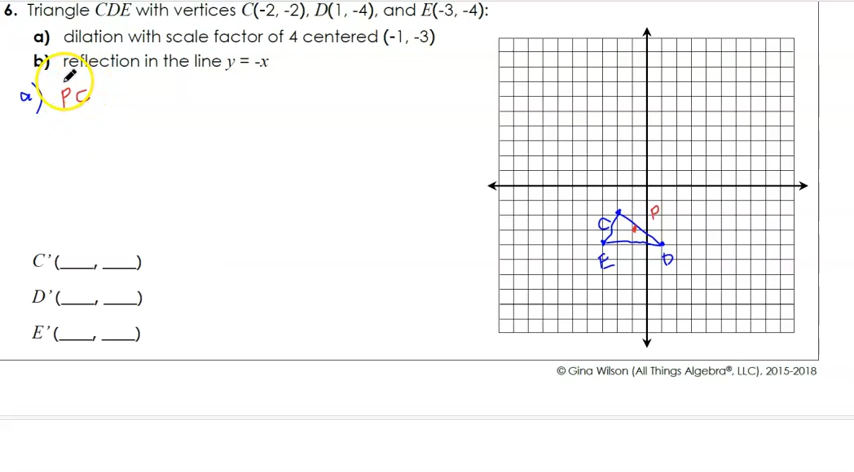 6. Triangle CDE with vertices C(-2, -2), D(1, -4), and E(-3, -4):
a) dilation with scale factor of 4 centered (-1, -3)
b) reflection in the line y = -x
a) PC
P
C
E
D
C'(___, ___)
D'(___, ___)
E'(___, ___)
© Gina Wilson (All Things Algebra®, LLC), 2015-2018